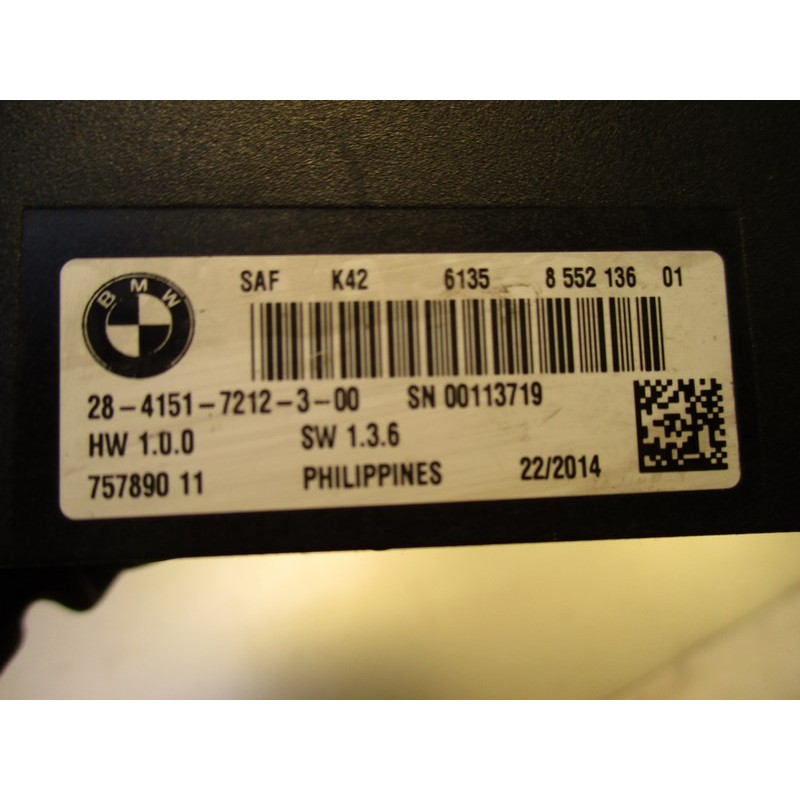 BMW
SAF K42 6135 8 552 136 01
28-4151-7212-3-00 SN 00113719
HW 1.0.0 SW 1.3.6
757890 11 PHILIPPINES 22/2014